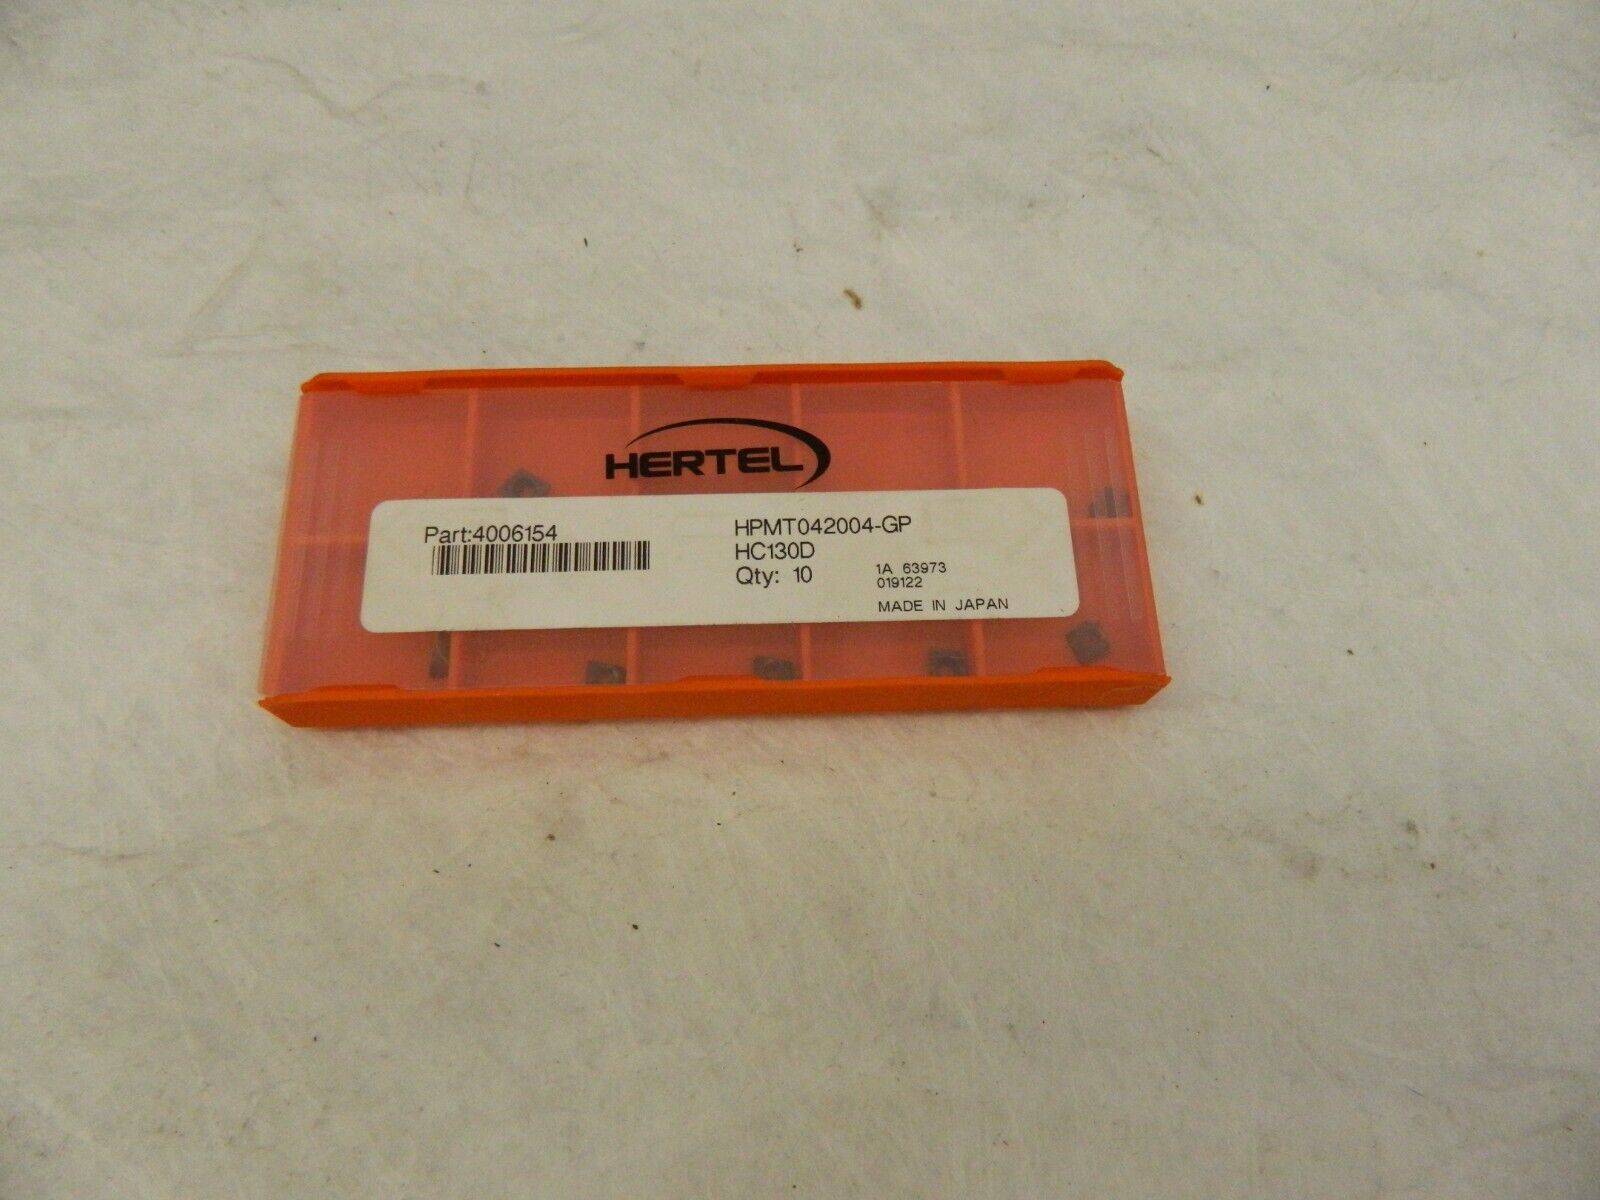 HERTEL
Part:4006154
HPMT042004-GP
HC130D
Qty: 10
1A 63973
019122
MADE IN JAPAN